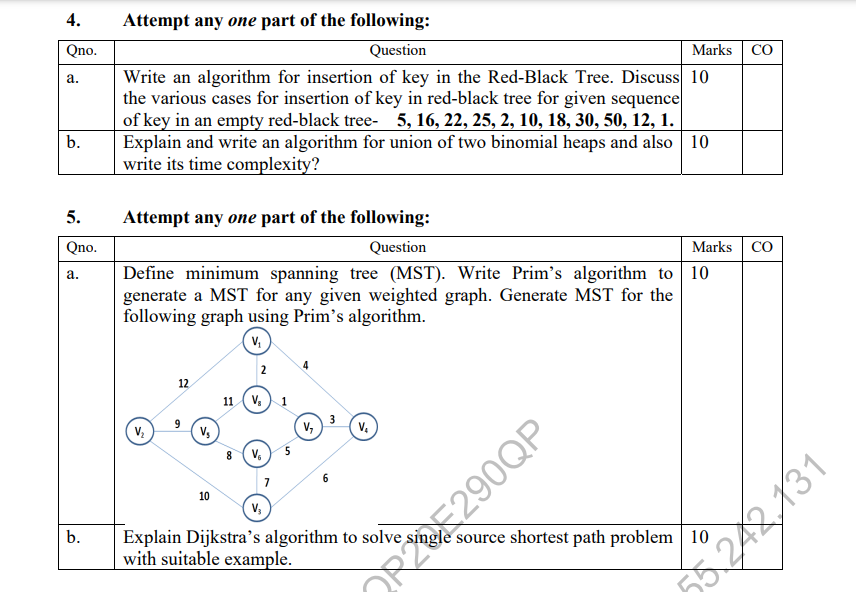 4. Attempt any one part of the following:
Qno. Question Marks CO
a. Write an algorithm for insertion of key in the Red-Black Tree. Discuss 10
the various cases for insertion of key in red-black tree for given sequence
of key in an empty red-black tree- 5, 16, 22, 25, 2, 10, 18, 30, 50, 12, 1.
b. Explain and write an algorithm for union of two binomial heaps and also 10
write its time complexity?
5. Attempt any one part of the following:
Qno. Question Marks CO
a. Define minimum spanning tree (MST). Write Prim’s algorithm to 10
generate a MST for any given weighted graph. Generate MST for the
following graph using Prim’s algorithm.
V1
2 4
12
11 V8 1
V2 9 V5 V7 3 V4
8 V6 5
7 6
10
V3
b. Explain Dijkstra’s algorithm to solve single source shortest path problem 10
with suitable example.
QP20E290QP
55.242.131